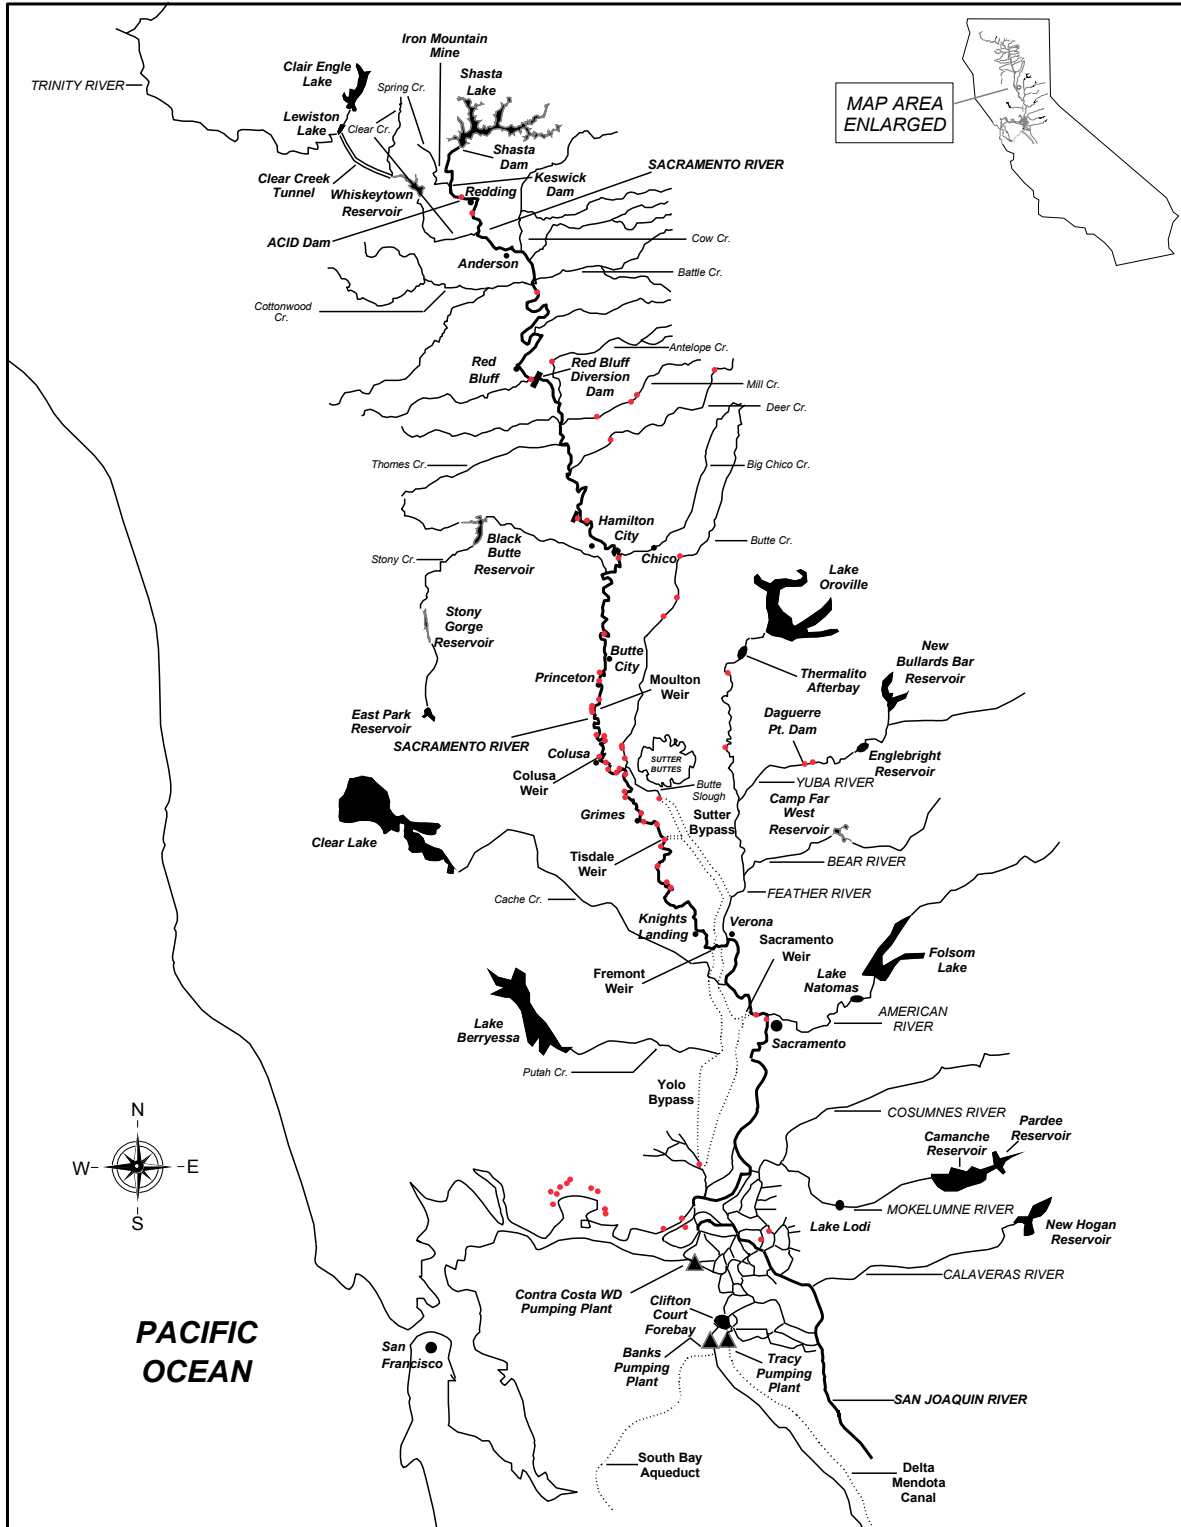 Iron Mountain
Mine
Clair Engle
Lake
Shasta
Lake
TRINITY RIVER
Spring Cr.
MAP AREA
ENLARGED
Lewiston
Lake
Clear Cr.
Shasta
Dam
SACRAMENTO RIVER
Clear Creek
Tunnel
Keswick
Dam
Whiskeytown
Reservoir
Redding
ACID Dam
Cow Cr.
Anderson
Battle Cr.
Cottonwood
Cr.
Antelope Cr.
Red
Bluff
Red Bluff
Diversion
Dam
Mill Cr.
Deer Cr.
Thomes Cr.
Big Chico Cr.
Hamilton
City
Black
Butte
Reservoir
Butte Cr.
Stony Cr.
Chico
Lake
Oroville
Stony
Gorge
Reservoir
Butte
City
New
Bullards Bar
Reservoir
Princeton
Moulton
Weir
Thermalito
Afterbay
East Park
Reservoir
Daguerre
Pt. Dam
SACRAMENTO RIVER
Colusa
SUTTER
BUTTES
Englebright
Reservoir
Colusa
Weir
Butte
Slough
YUBA RIVER
Camp Far
West
Reservoir
Grimes
Sutter
Bypass
Clear Lake
Tisdale
Weir
BEAR RIVER
Cache Cr.
FEATHER RIVER
Knights
Landing
Verona
Sacramento
Weir
Folsom
Lake
Fremont
Weir
Lake
Natomas
Lake
Berryessa
AMERICAN
RIVER
Sacramento
Putah Cr.
Yolo
Bypass
COSUMNES RIVER
N
W
E
S
Pardee
Reservoir
Camanche
Reservoir
MOKELUMNE RIVER
Lake Lodi
New Hogan
Reservoir
CALAVERAS RIVER
Contra Costa WD
Pumping Plant
Clifton
Court
Forebay
PACIFIC
OCEAN
San
Francisco
Banks
Pumping
Plant
Tracy
Pumping
Plant
SAN JOAQUIN RIVER
South Bay
Aqueduct
Delta
Mendota
Canal